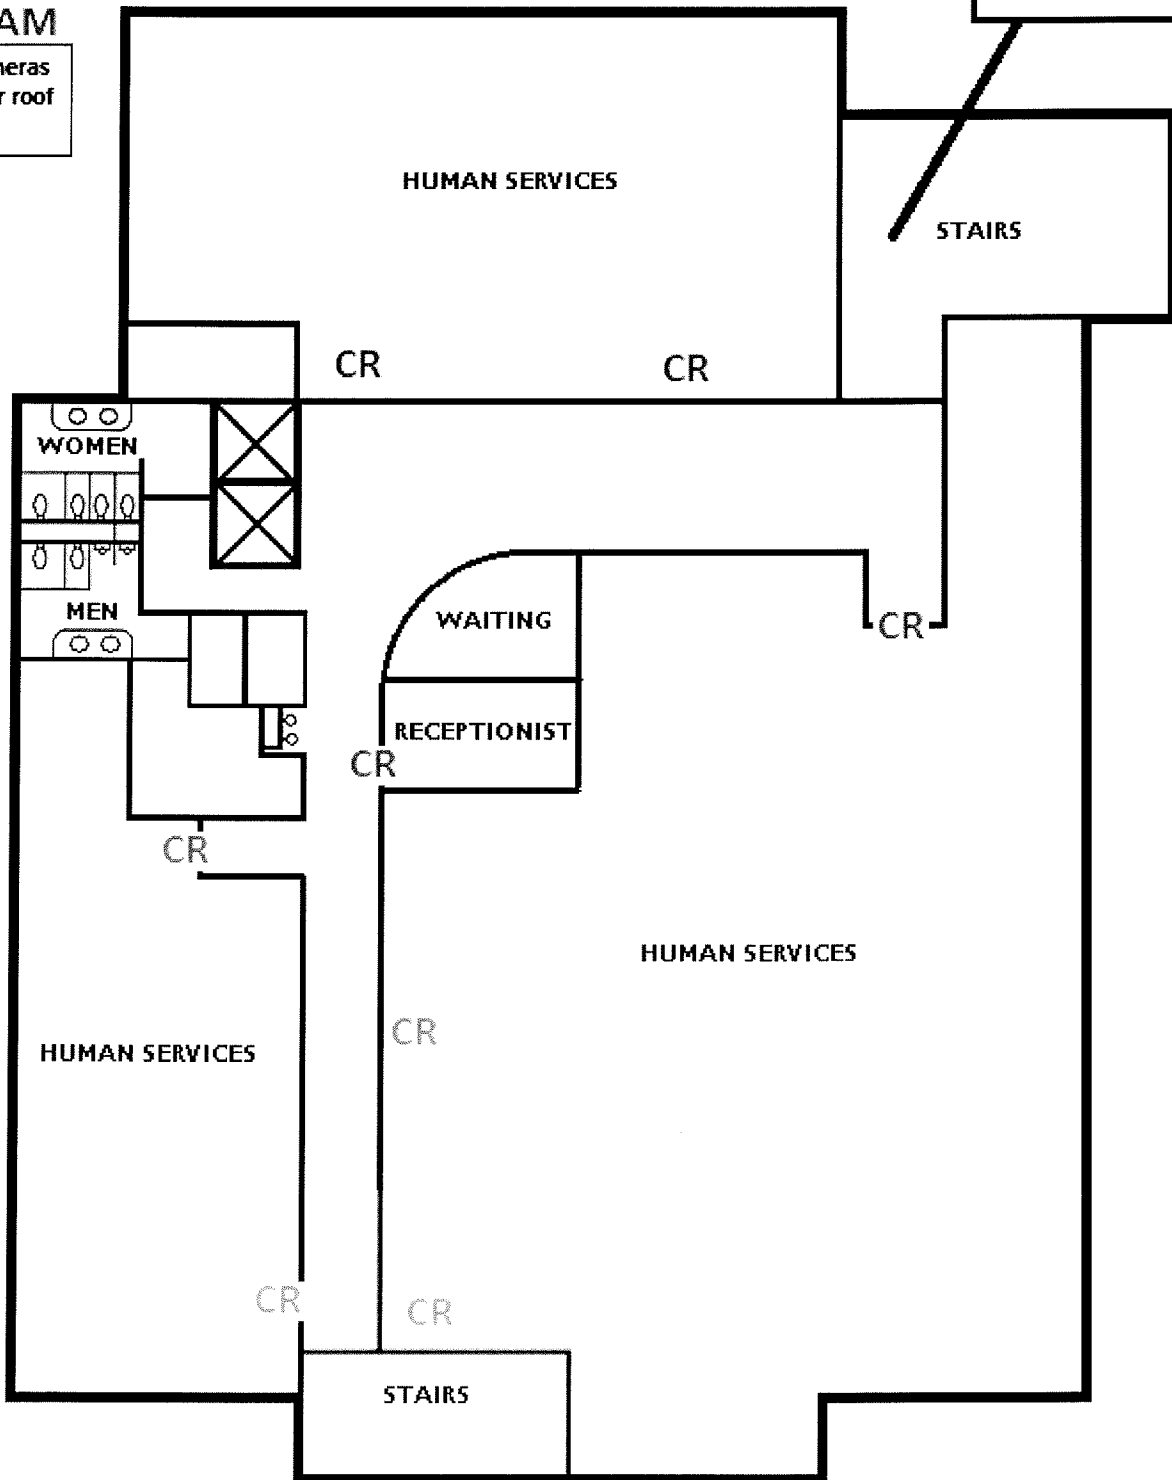 AM
r roof
HUMAN SERVICES
STAIRS
CR
CR
WOMEN
MEN
WAITING
CR
RECEPTIONIST
CR
CR
HUMAN SERVICES
CR
HUMAN SERVICES
CR
CR
STAIRS